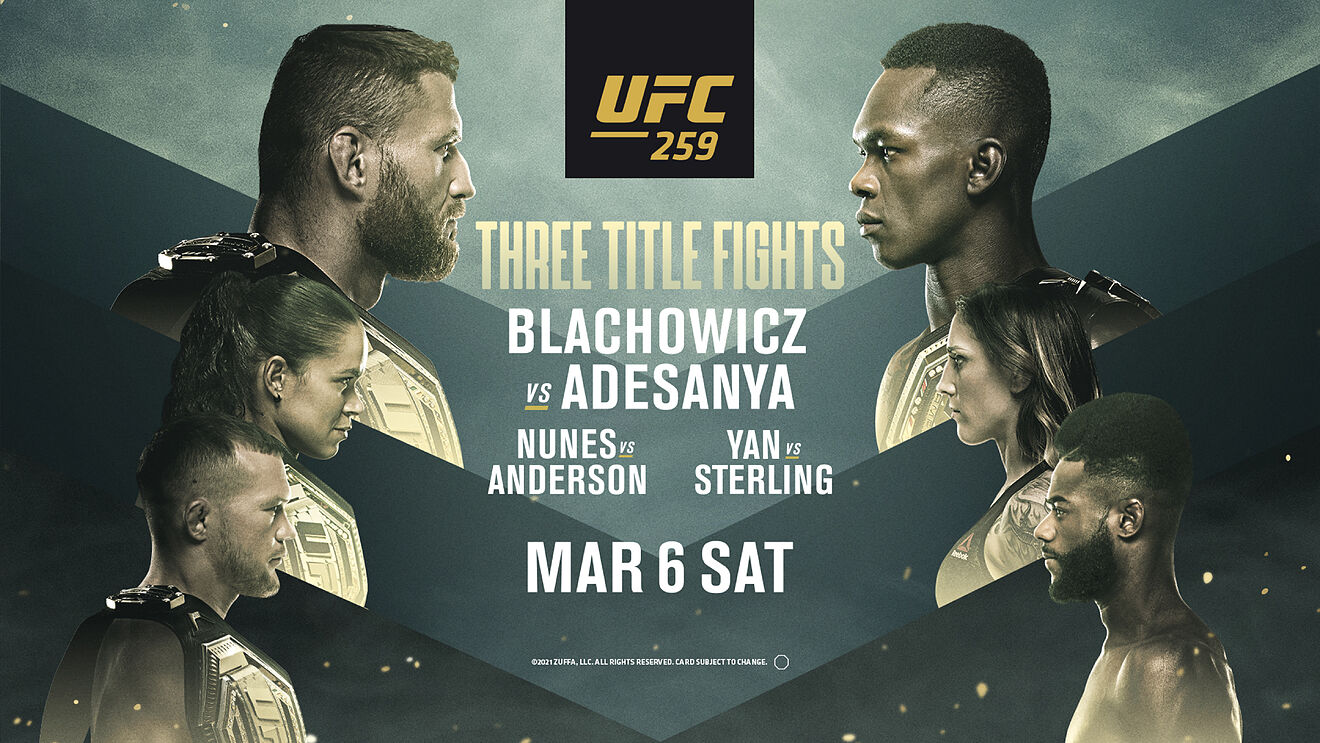 UFC
259
THREE TITLE FIGHTS
BLACHOWICZ
VS ADESANYA
NUNES VS
ANDERSON
YAN VS
STERLING
MAR 6 SAT
©2021 ZUFFA, LLC. ALL RIGHTS RESERVED. CARD SUBJECT TO CHANGE.
Reebok